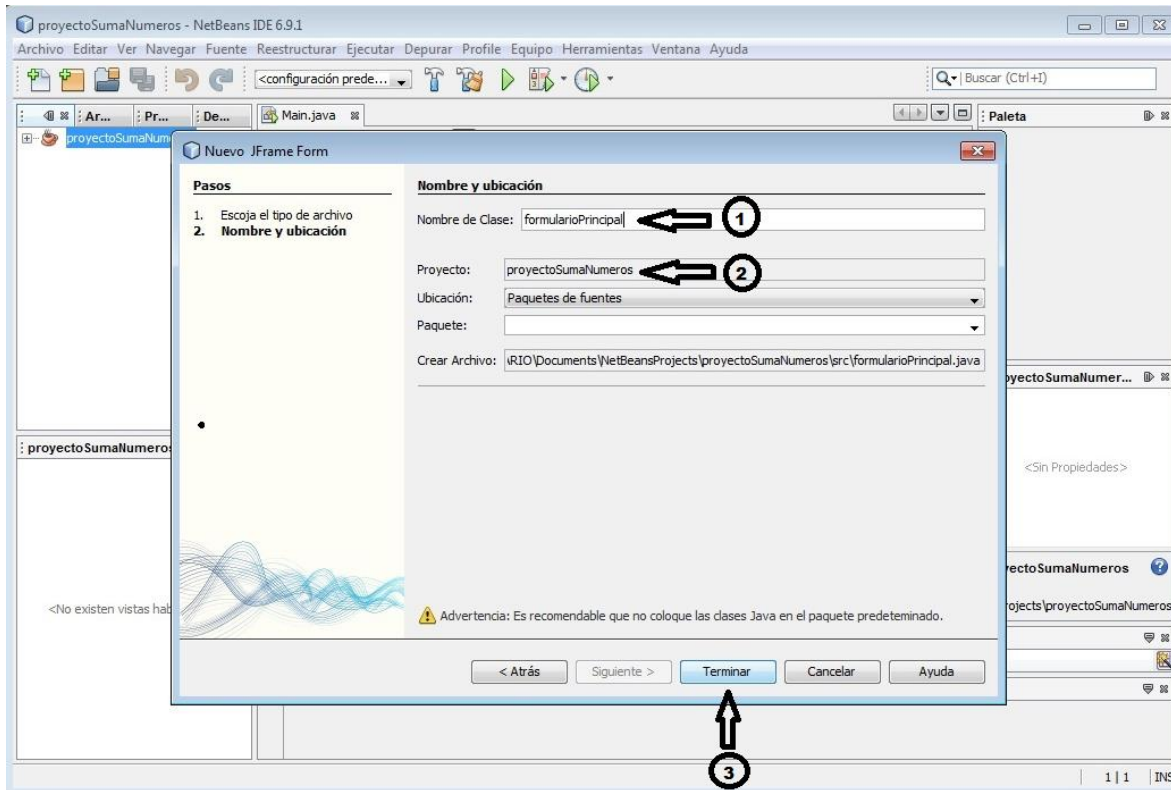 proyectoSumaNumeros - NetBeans IDE 6.9.1
Archivo Editar Ver Navegar Fuente Reestructurar Ejecutar Depurar Profile Equipo Herramientas Ventana Ayuda
<configuración prede... Buscar (Ctrl+I)
Ar... Pr... De... Main.java Paleta
proyectoSumaNum
Nuevo JFrame Form
Pasos
1. Escoja el tipo de archivo
2. Nombre y ubicación
Nombre y ubicación
Nombre de Clase: formularioPrincipal 1
Proyecto: proyectoSumaNumeros 2
Ubicación: Paquetes de fuentes
Paquete:
Crear Archivo: \RIO\Documents\NetBeansProjects\proyectoSumaNumeros\src\formularioPrincipal.java
oyectoSumaNumer...
proyectoSumaNumeros
<Sin Propiedades>
<No existen vistas hab
yectoSumaNumeros
rojects\proyectoSumaNumeros
Advertencia: Es recomendable que no coloque las clases Java en el paquete predeteminado.
< Atrás Siguiente > Terminar Cancelar Ayuda
3
1|1 INS